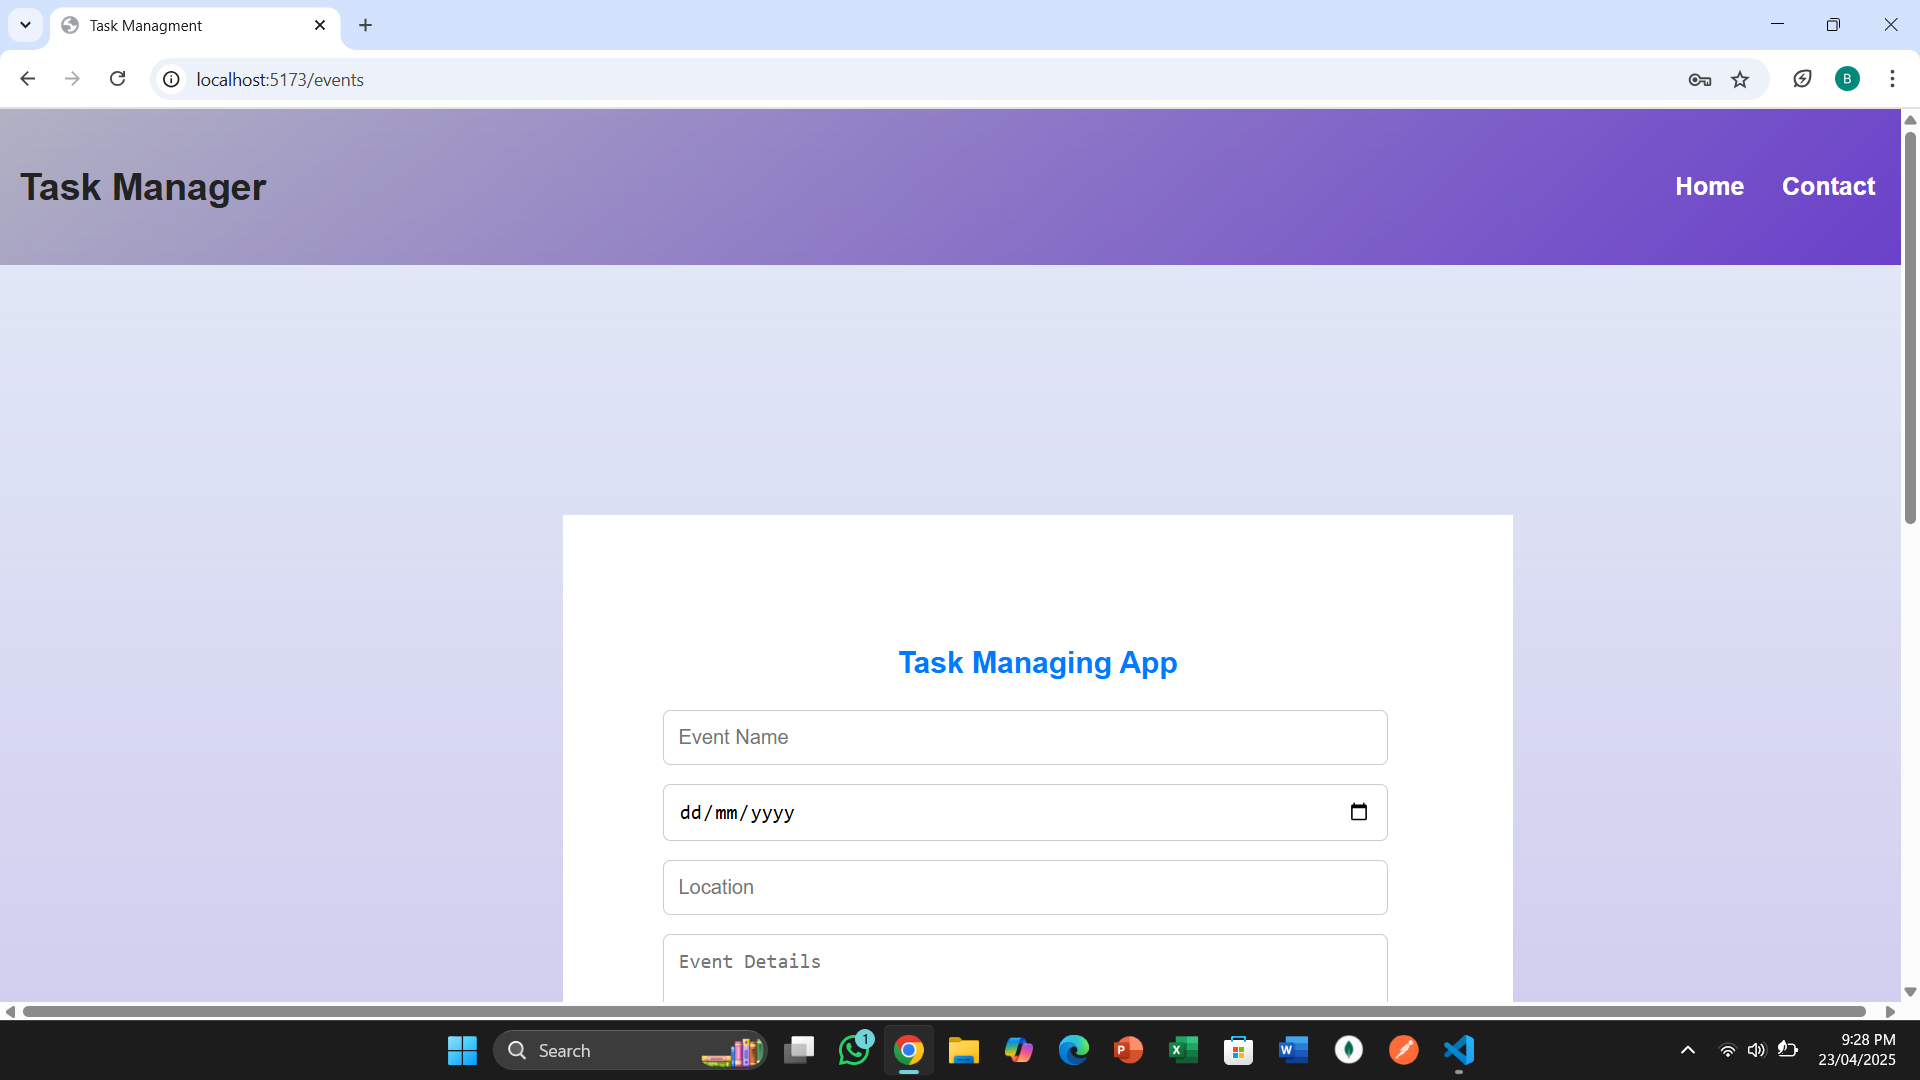 Task Managment
localhost:5173/events
B
Task Manager
Home
Contact
Task Managing App
Event Name
dd/mm/yyyy
Location
Event Details
Search
1
P
X
W
9:28 PM
23/04/2025